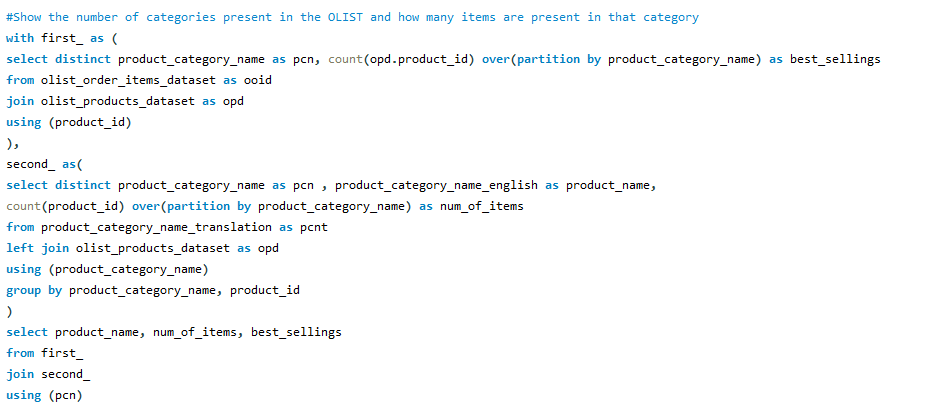 #Show the number of categories present in the OLIST and how many items are present in that category
with first_ as (
select distinct product_category_name as pcn, count(opd.product_id) over(partition by product_category_name) as best_sellings
from olist_order_items_dataset as ooid
join olist_products_dataset as opd
using (product_id)
),
second_ as(
select distinct product_category_name as pcn , product_category_name_english as product_name,
count(product_id) over(partition by product_category_name) as num_of_items
from product_category_name_translation as pcnt
left join olist_products_dataset as opd
using (product_category_name)
group by product_category_name, product_id
)
select product_name, num_of_items, best_sellings
from first_
join second_
using (pcn)